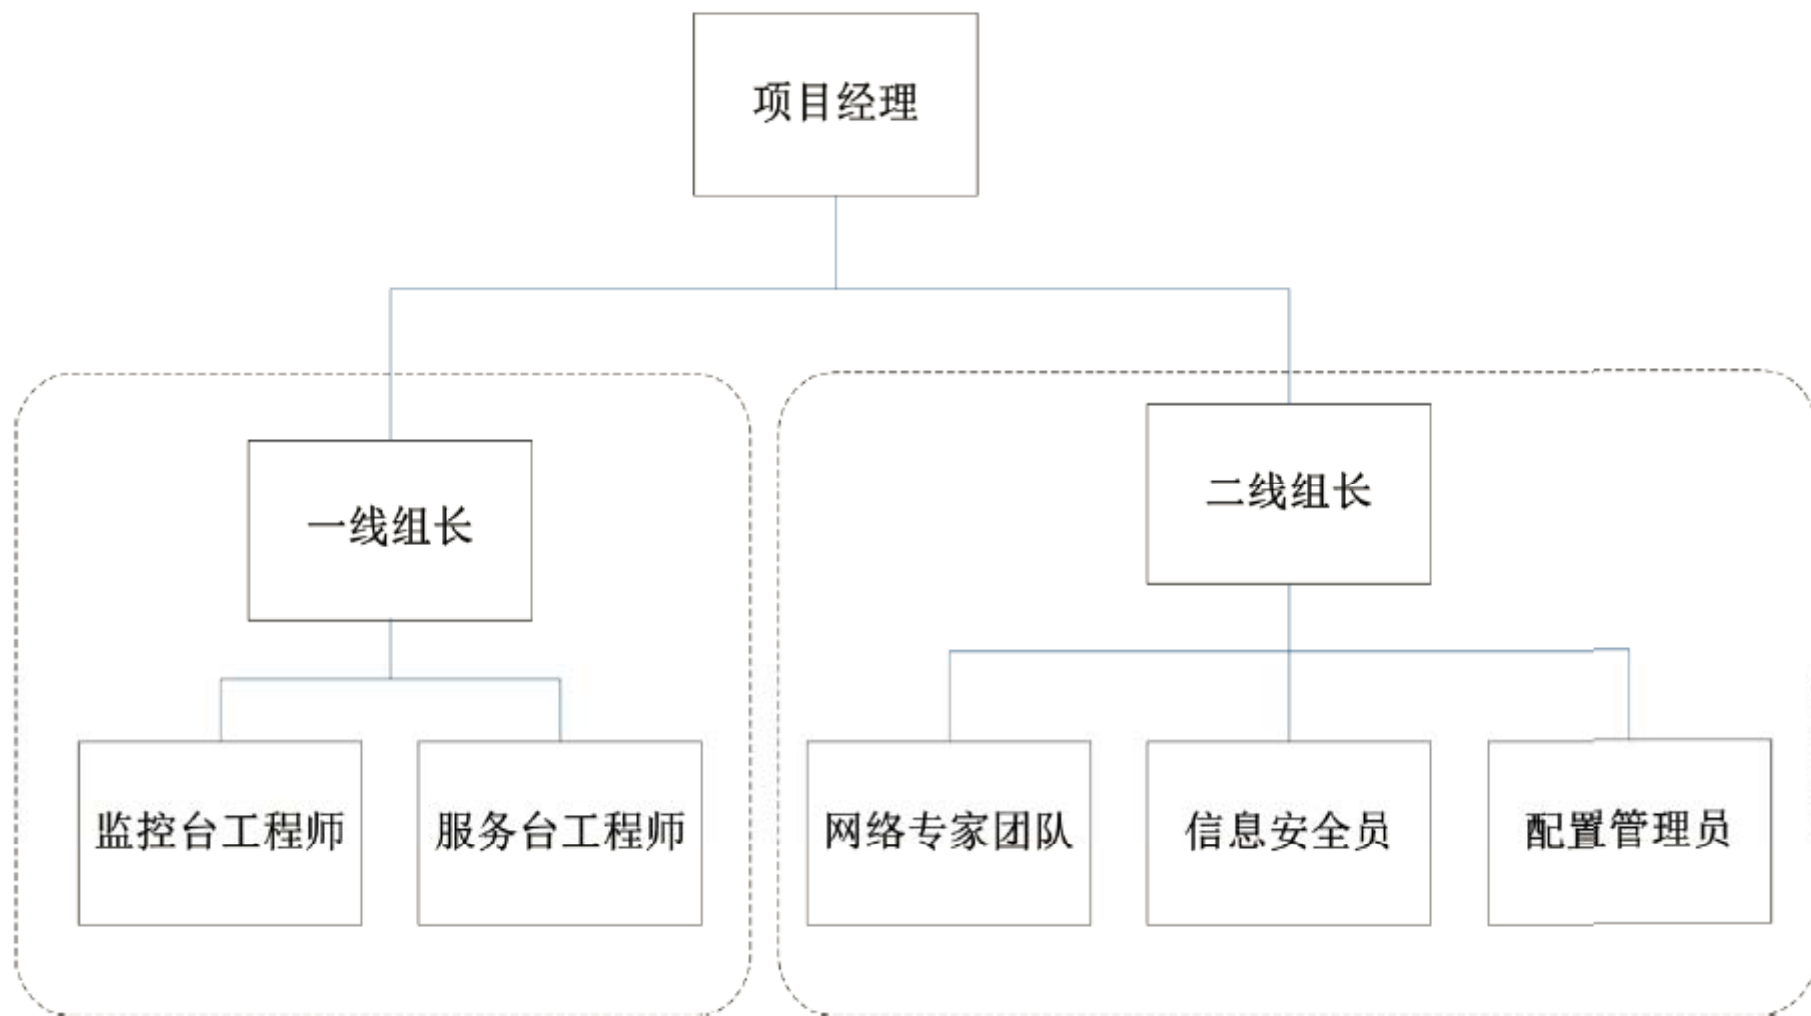 项目经理
一线组长
二线组长
监控台工程师
服务台工程师
网络专家团队
信息安全员
配置管理员